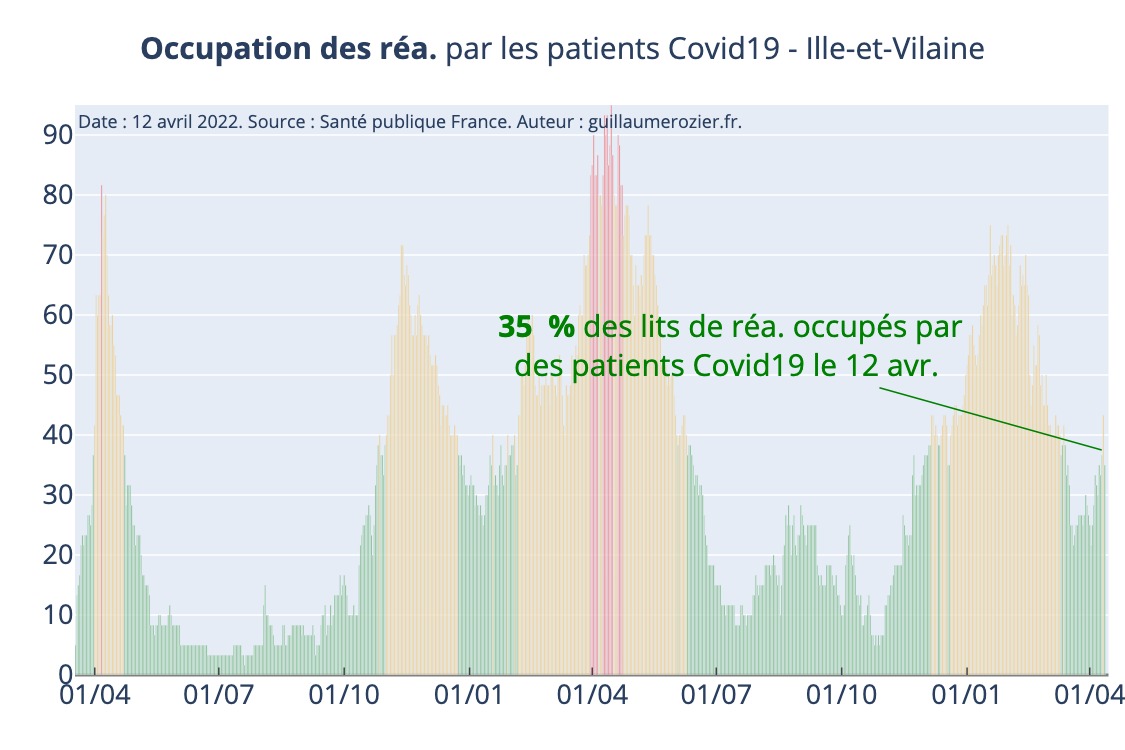 Occupation des réa. par les patients Covid19 - Ille-et-Vilaine
Date : 12 avril 2022. Source : Santé publique France. Auteur : guillaumerozier.fr.
90
80
70
60
50
40
30
20
10
0
35 % des lits de réa. occupés par
des patients Covid19 le 12 avr.
01/04 01/07 01/10 01/01 01/04 01/07 01/10 01/01 01/04